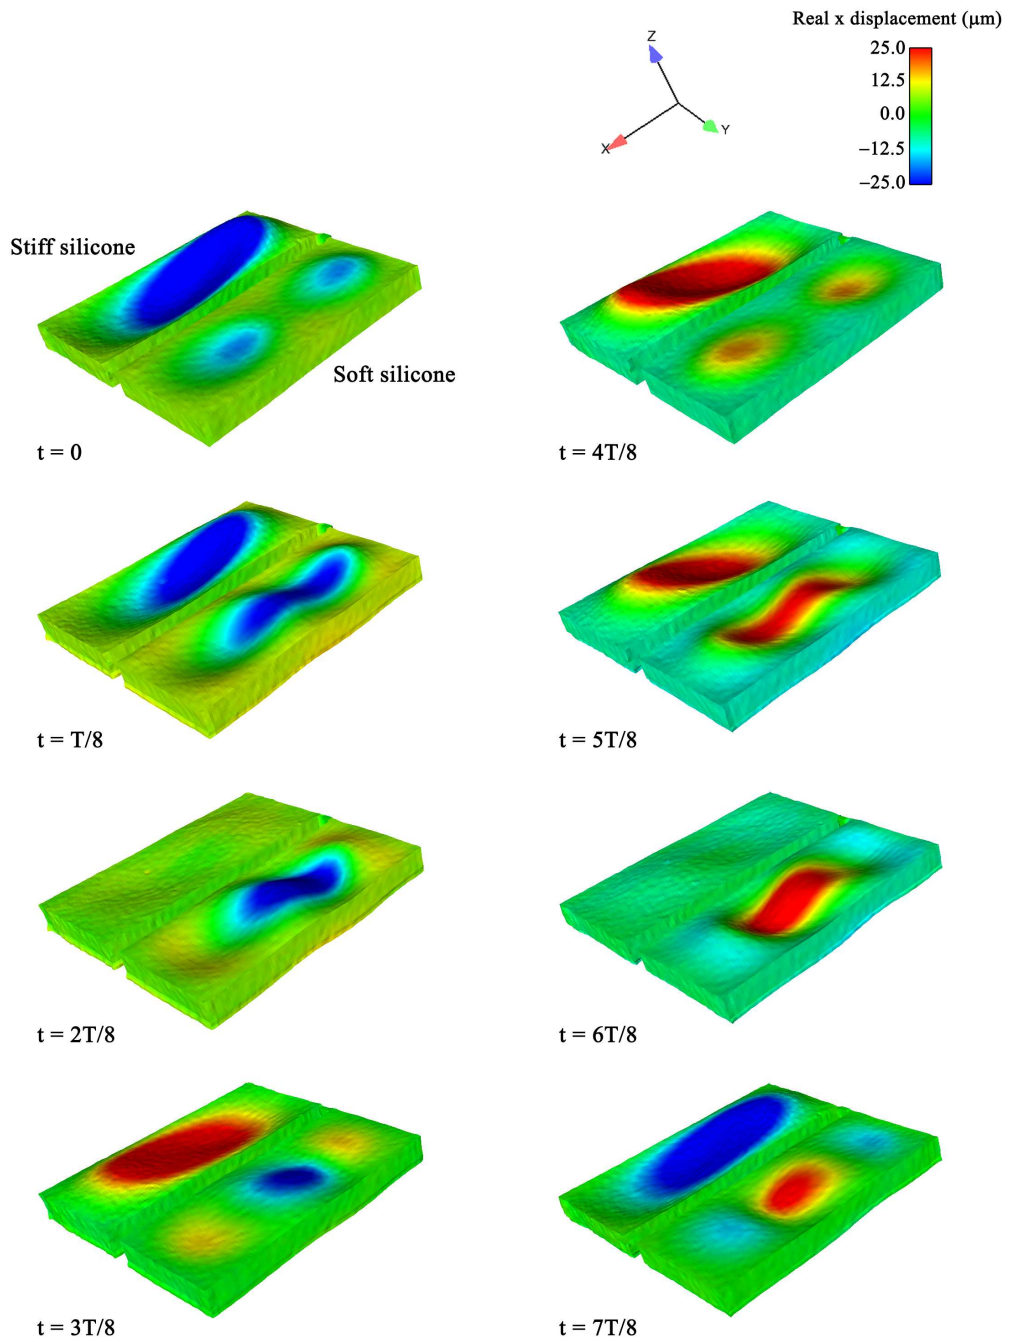 Real x displacement (μm)
25.0
12.5
0.0
−12.5
−25.0
Z
Y
X
Stiff silicone
Soft silicone
t = 0
t = 4T/8
t = T/8
t = 5T/8
t = 2T/8
t = 6T/8
t = 3T/8
t = 7T/8